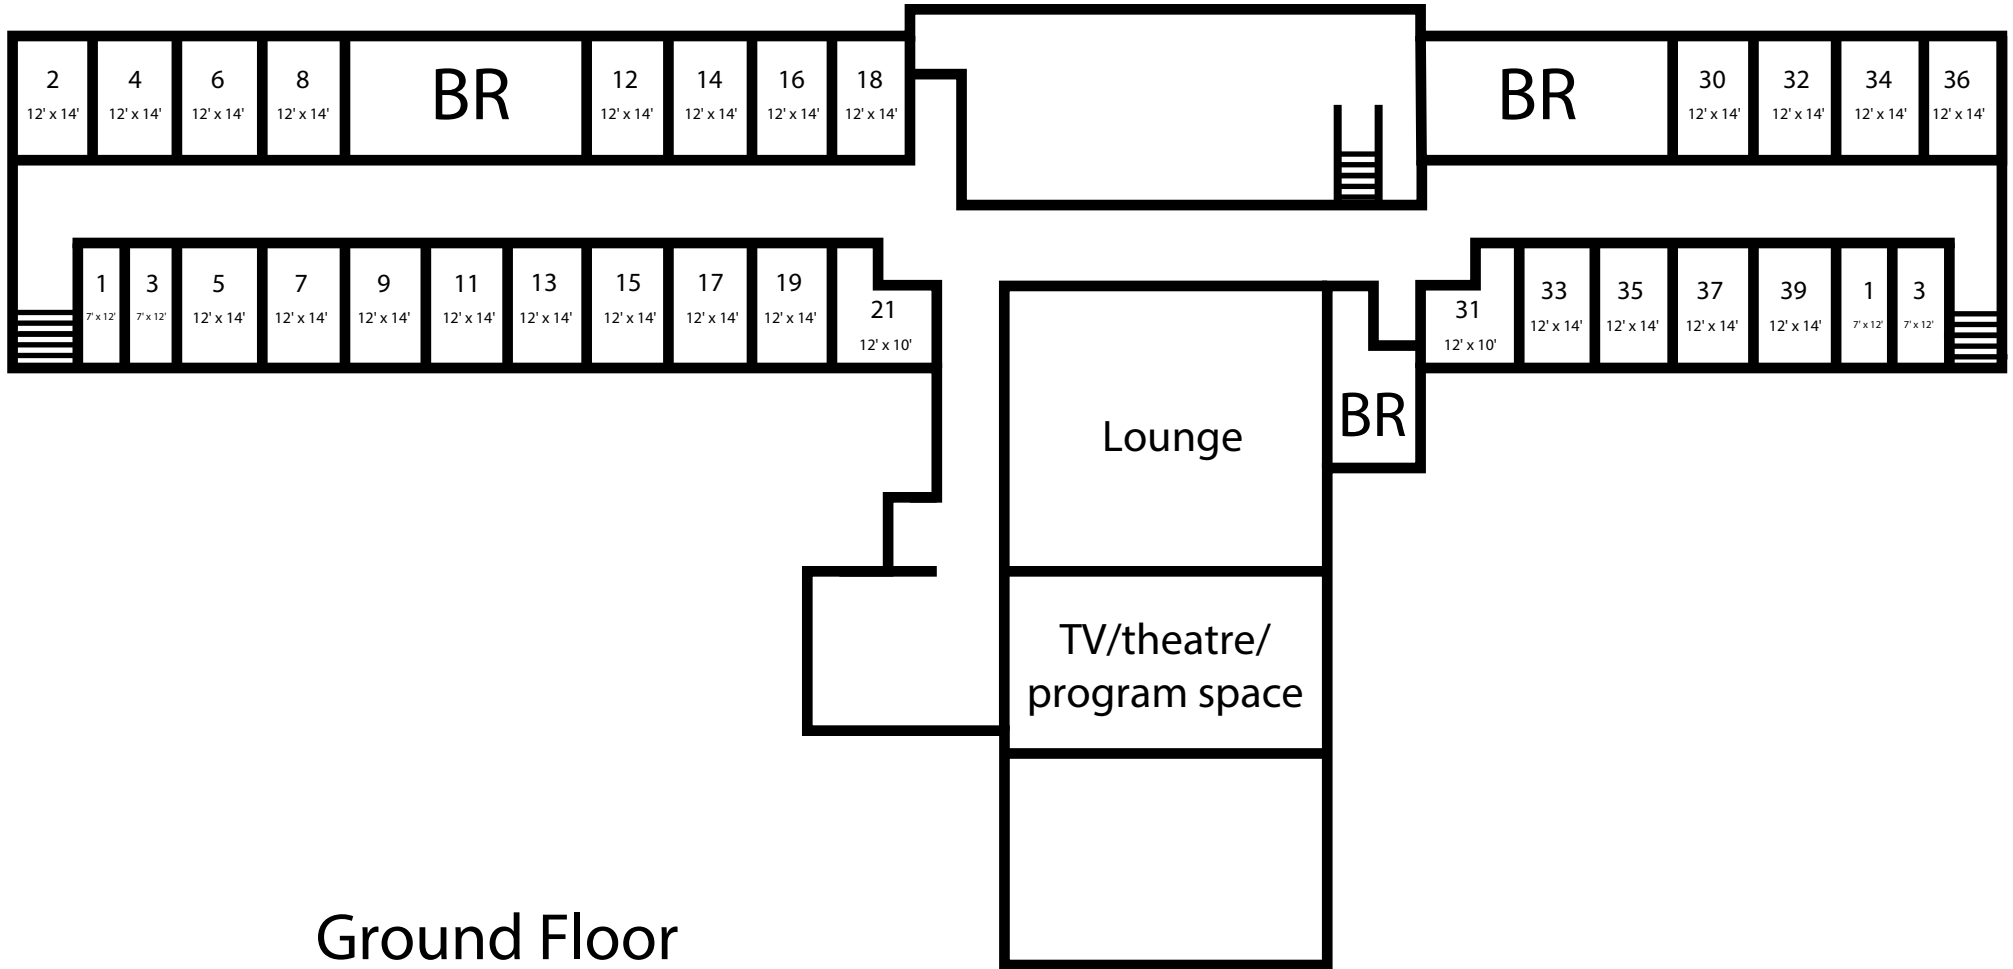 2
12' x 14'
4
12' x 14'
6
12' x 14'
8
12' x 14'
BR
12
12' x 14'
14
12' x 14'
16
12' x 14'
18
12' x 14'
BR
30
12' x 14'
32
12' x 14'
34
12' x 14'
36
12' x 14'
1
7' x 12'
3
7' x 12'
5
12' x 14'
7
12' x 14'
9
12' x 14'
11
12' x 14'
13
12' x 14'
15
12' x 14'
17
12' x 14'
19
12' x 14'
21
12' x 10'
31
12' x 10'
33
12' x 14'
35
12' x 14'
37
12' x 14'
39
12' x 14'
1
7' x 12'
3
7' x 12'
Lounge
BR
TV/theatre/
program space
Ground Floor